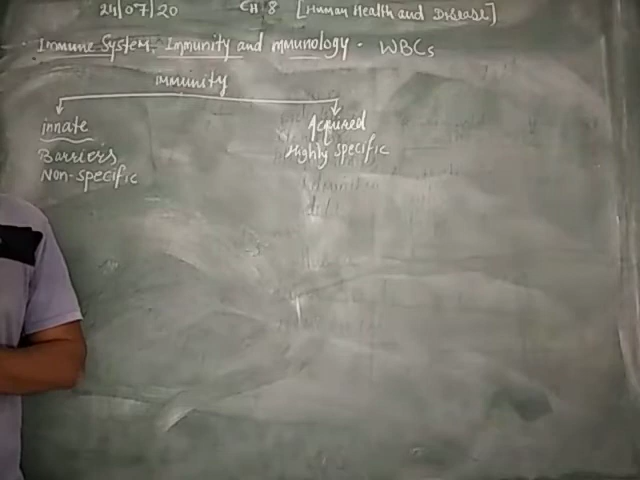 24/07/20 CH 8 [Human Health and Disease]
Immune System, Immunity and mmunology. WBCs
immunity
innate Acquired
Barriers Highly specific
Non-specific